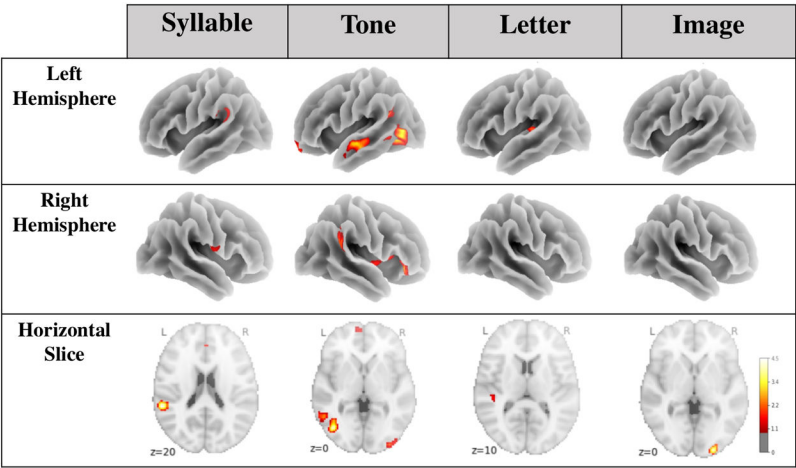 Syllable Tone Letter Image
Left
Hemisphere
Right
Hemisphere
Horizontal
Slice
L R L R L R L R
4.5
3.4
2.2
1.1
0
z=20 z=0 z=10 z=0